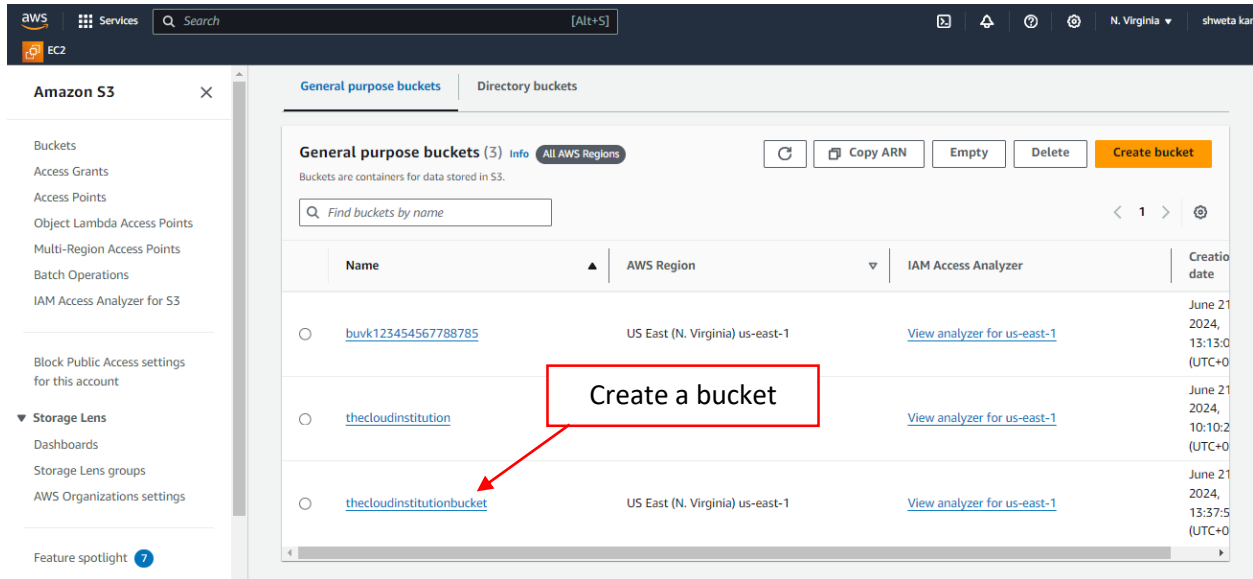 aws Services Search [Alt+S] N. Virginia ▼ shweta kar
EC2
Amazon S3
Buckets
Access Grants
Access Points
Object Lambda Access Points
Multi-Region Access Points
Batch Operations
IAM Access Analyzer for S3
Block Public Access settings
for this account
▼ Storage Lens
Dashboards
Storage Lens groups
AWS Organizations settings
Feature spotlight 7
General purpose buckets Directory buckets
General purpose buckets (3) Info All AWS Regions Copy ARN Empty Delete Create bucket
Buckets are containers for data stored in S3.
Find buckets by name < 1 >
Name ▲ AWS Region IAM Access Analyzer Creatio
date
June 21
2024,
buvk123454567788785 US East (N. Virginia) us-east-1 View analyzer for us-east-1
13:13:0
(UTC+0
Create a bucket
June 21
2024,
thecloudinstitution View analyzer for us-east-1
10:10:2
(UTC+0
June 21
2024,
thecloudinstitutionbucket US East (N. Virginia) us-east-1 View analyzer for us-east-1
13:37:5
(UTC+0